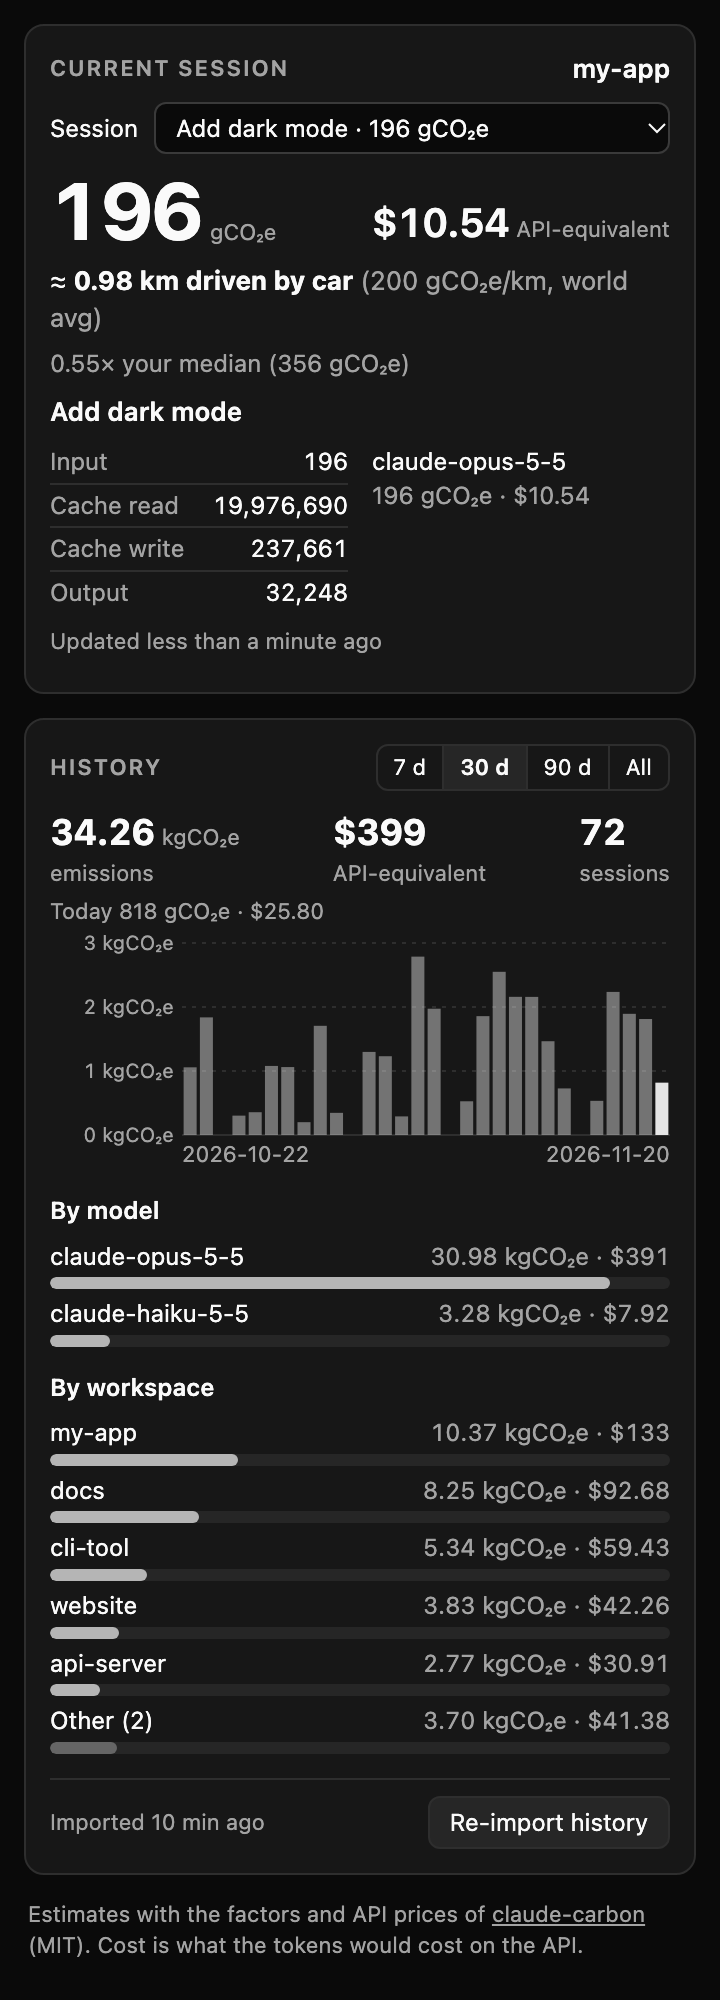 CURRENT SESSION my-app
Session Add dark mode · 196 gCO₂e
196 gCO₂e $10.54 API-equivalent
≈ 0.98 km driven by car (200 gCO₂e/km, world
avg)
0.55× your median (356 gCO₂e)
Add dark mode
Input 196 claude-opus-5-5
196 gCO₂e · $10.54
Cache read 19,976,690
Cache write 237,661
Output 32,248
Updated less than a minute ago
HISTORY 7 d 30 d 90 d All
34.26 kgCO₂e $399 72
emissions API-equivalent sessions
Today 818 gCO₂e · $25.80
3 kgCO₂e
2 kgCO₂e
1 kgCO₂e
0 kgCO₂e
2026-10-22 2026-11-20
By model
claude-opus-5-5 30.98 kgCO₂e · $391
claude-haiku-5-5 3.28 kgCO₂e · $7.92
By workspace
my-app 10.37 kgCO₂e · $133
docs 8.25 kgCO₂e · $92.68
cli-tool 5.34 kgCO₂e · $59.43
website 3.83 kgCO₂e · $42.26
api-server 2.77 kgCO₂e · $30.91
Other (2) 3.70 kgCO₂e · $41.38
Imported 10 min ago Re-import history
Estimates with the factors and API prices of claude-carbon
(MIT). Cost is what the tokens would cost on the API.